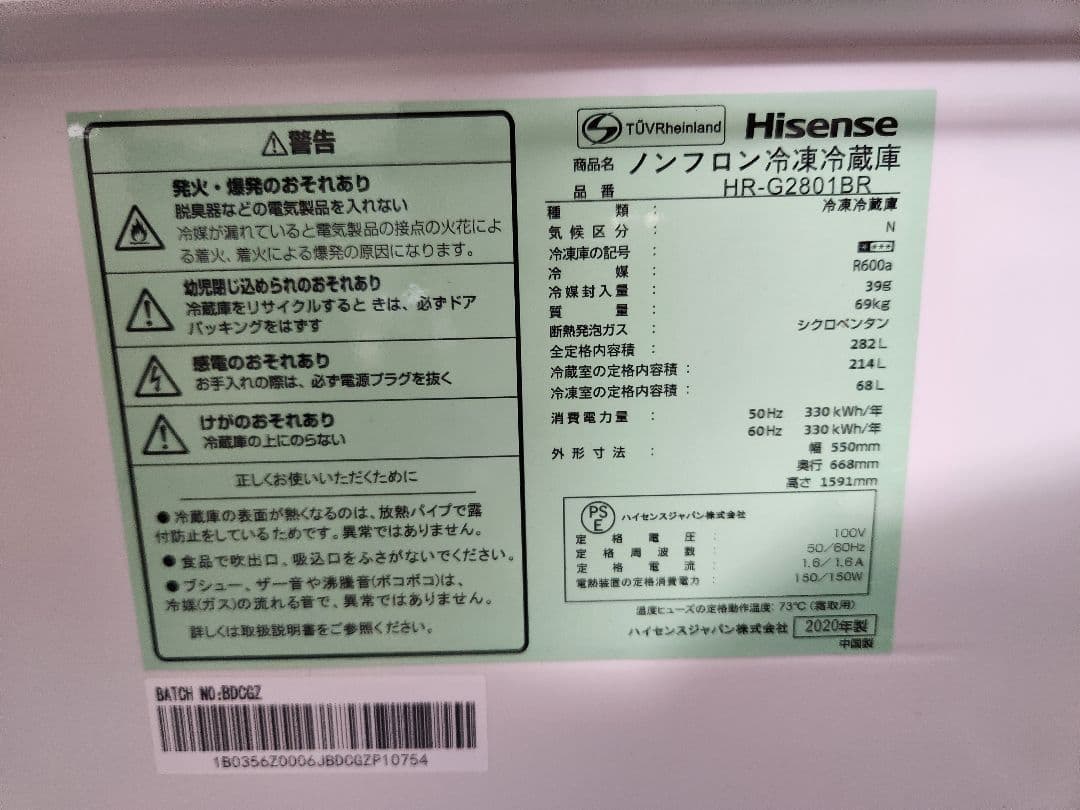 ⚠警告
発火・爆発のおそれあり
脱臭器などの電気製品を入れない
冷媒が漏れていると電気製品の接点の火花によ
る着火、着火による爆発の原因になります。
幼児閉じ込められのおそれあり
冷蔵庫をリサイクルするときは、必ずドア
パッキングをはずす
感電のおそれあり
お手入れの際は、必ず電源プラグを抜く
けがのおそれあり
冷蔵庫の上にのらない
正しくお使いいただくために
●冷蔵庫の表面が熱くなるのは、放熱パイプで露
付防止をしているためです。異常ではありません。
●食品で吹出口、吸込口をふさがないでください。
●プシュー、ザー音や沸騰音(ポコポコ)は、
冷媒(ガス)の流れる音で、異常ではありません。
詳しくは取扱説明書をご参照ください。
TÜVRheinland Hisense
商品名 ノンフロン冷凍冷蔵庫
品番 HR-G2801BR
種類 : 冷凍冷蔵庫
気候区分 : N
冷凍庫の記号 :
冷媒 : R600a
冷媒封入量 : 39g
質量 : 69kg
断熱発泡ガス : シクロペンタン
全定格内容積 : 282L
冷蔵室の定格内容積 : 214L
冷凍室の定格内容積 : 68L
消費電力量 : 50Hz 330kWh/年
60Hz 330kWh/年
外形寸法 : 幅 550mm
奥行 668mm
高さ 1591mm
PSE ハイセンスジャパン株式会社
定格電圧 : 100V
定格周波数 : 50/60Hz
定格電流 : 1.6/1.6A
電熱装置の定格消費電力 : 150/150W
温度ヒューズの定格動作温度: 73℃(霜取用)
ハイセンスジャパン株式会社 2020年製
中国製
BATCH NO:BDCGZ
1B0356Z0006JBDCGZP10754